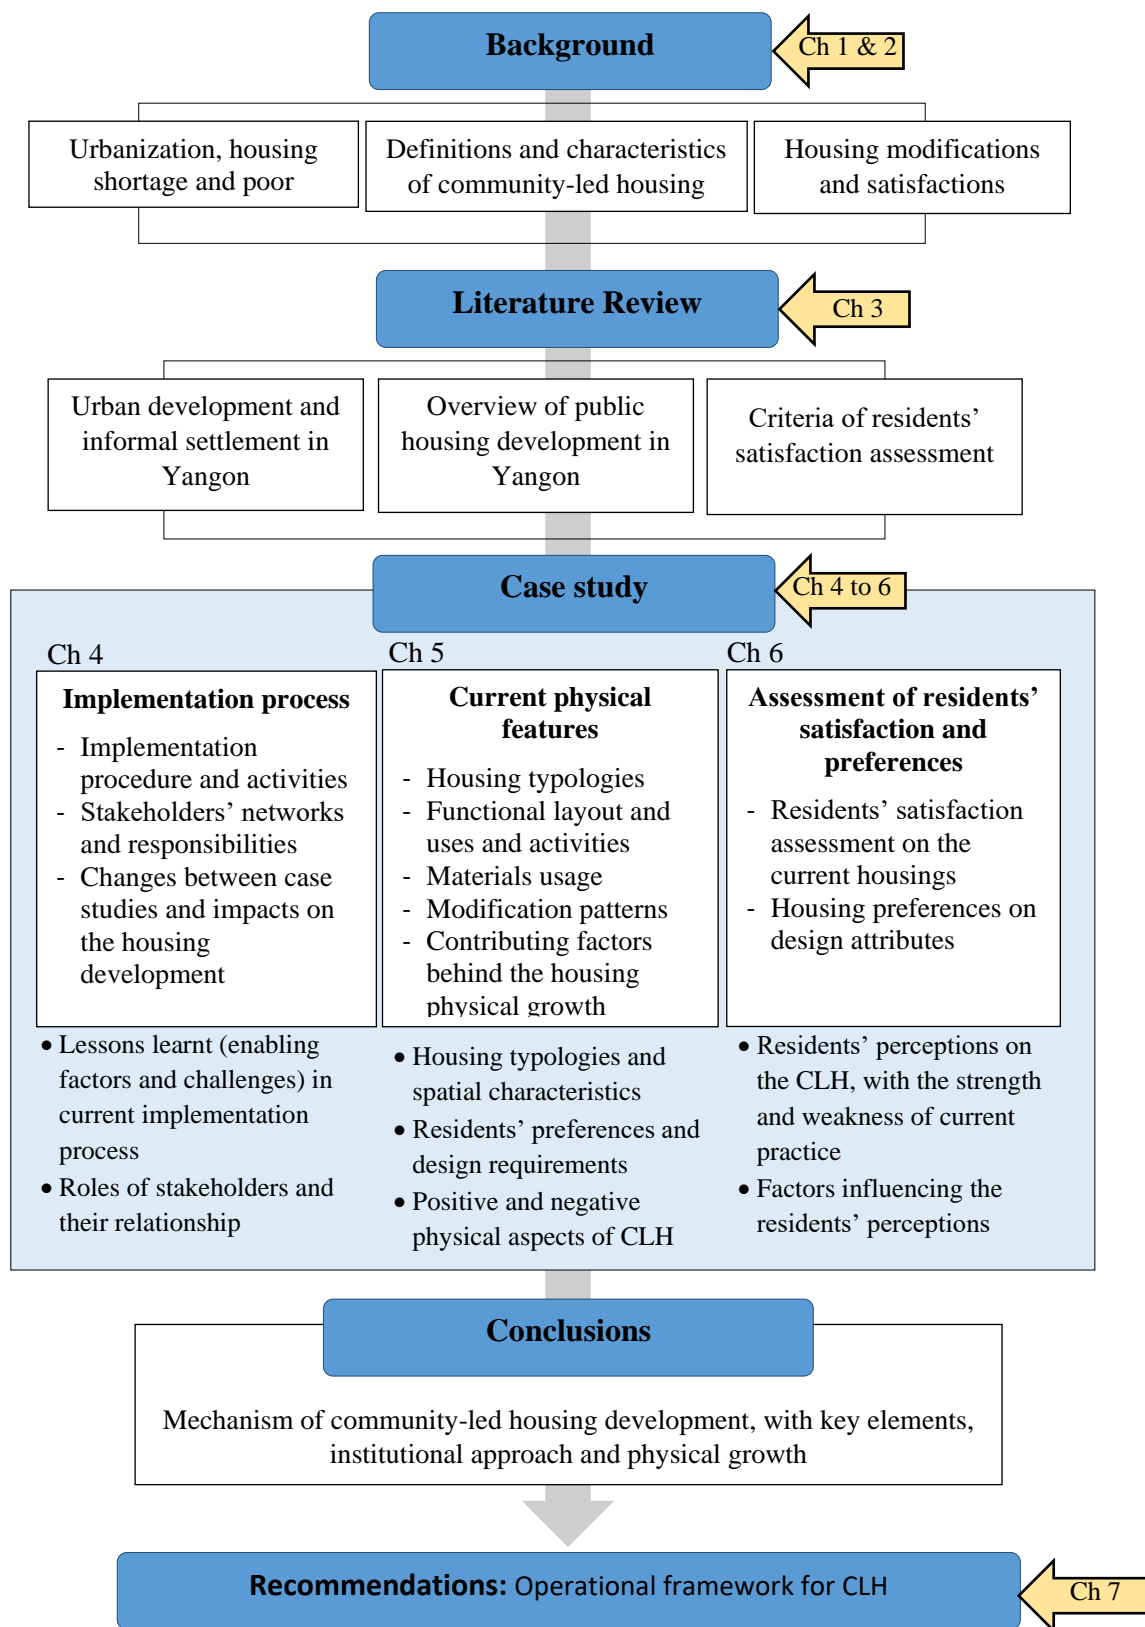 Background
Ch 1 & 2
Urbanization, housing
shortage and poor
Definitions and characteristics
of community-led housing
Housing modifications
and satisfactions
Literature Review
Ch 3
Urban development and
informal settlement in
Yangon
Overview of public
housing development in
Yangon
Criteria of residents’
satisfaction assessment
Case study
Ch 4 to 6
Ch 4
Implementation process
- Implementation
procedure and activities
- Stakeholders’ networks
and responsibilities
- Changes between case
studies and impacts on
the housing
development
• Lessons learnt (enabling
factors and challenges) in
current implementation
process
• Roles of stakeholders and
their relationship
Ch 5
Current physical
features
- Housing typologies
- Functional layout and
uses and activities
- Materials usage
- Modification patterns
- Contributing factors
behind the housing
physical growth
• Housing typologies and
spatial characteristics
• Residents’ preferences and
design requirements
• Positive and negative
physical aspects of CLH
Ch 6
Assessment of residents’
satisfaction and
preferences
- Residents’ satisfaction
assessment on the
current housings
- Housing preferences on
design attributes
• Residents’ perceptions on
the CLH, with the strength
and weakness of current
practice
• Factors influencing the
residents’ perceptions
Conclusions
Mechanism of community-led housing development, with key elements,
institutional approach and physical growth
Recommendations: Operational framework for CLH
Ch 7